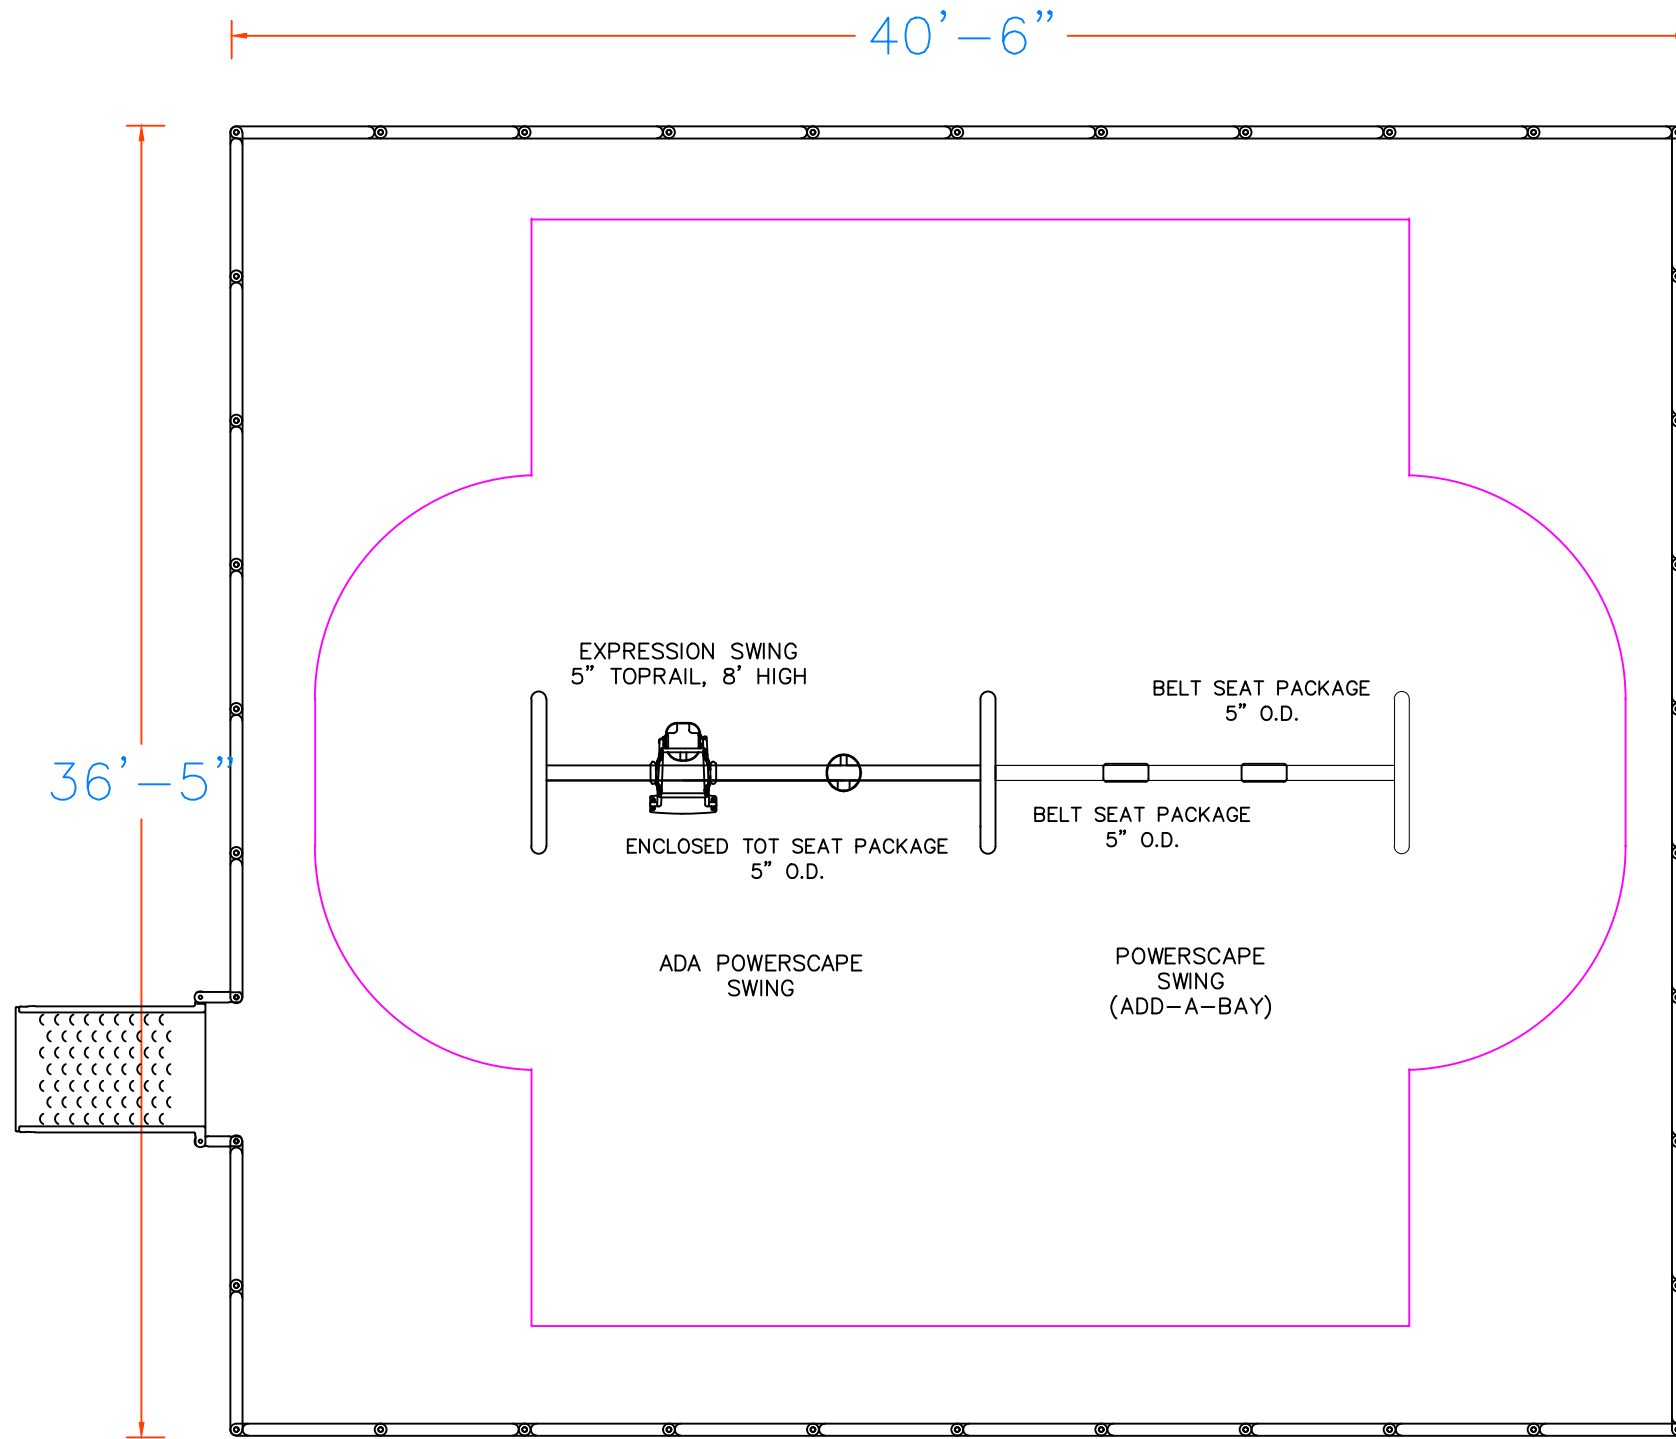 40'-6"
EXPRESSION SWING
5" TOPRAIL, 8' HIGH
BELT SEAT PACKAGE
5" O.D.
36'-5"
BELT SEAT PACKAGE
5" O.D.
ENCLOSED TOT SEAT PACKAGE
5" O.D.
ADA POWERSCAPE
SWING
POWERSCAPE
SWING
(ADD-A-BAY)